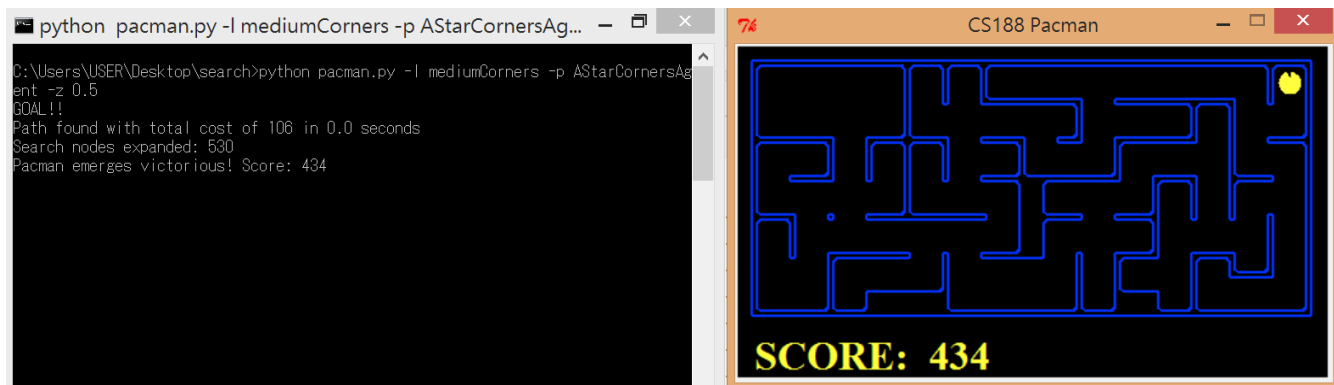 python pacman.py -l mediumCorners -p AStarCornersAg...
C:\Users\USER\Desktop\search>python pacman.py -l mediumCorners -p AStarCornersAg
ent -z 0.5
GOAL!!
Path found with total cost of 106 in 0.0 seconds
Search nodes expanded: 530
Pacman emerges victorious! Score: 434
CS188 Pacman
SCORE: 434